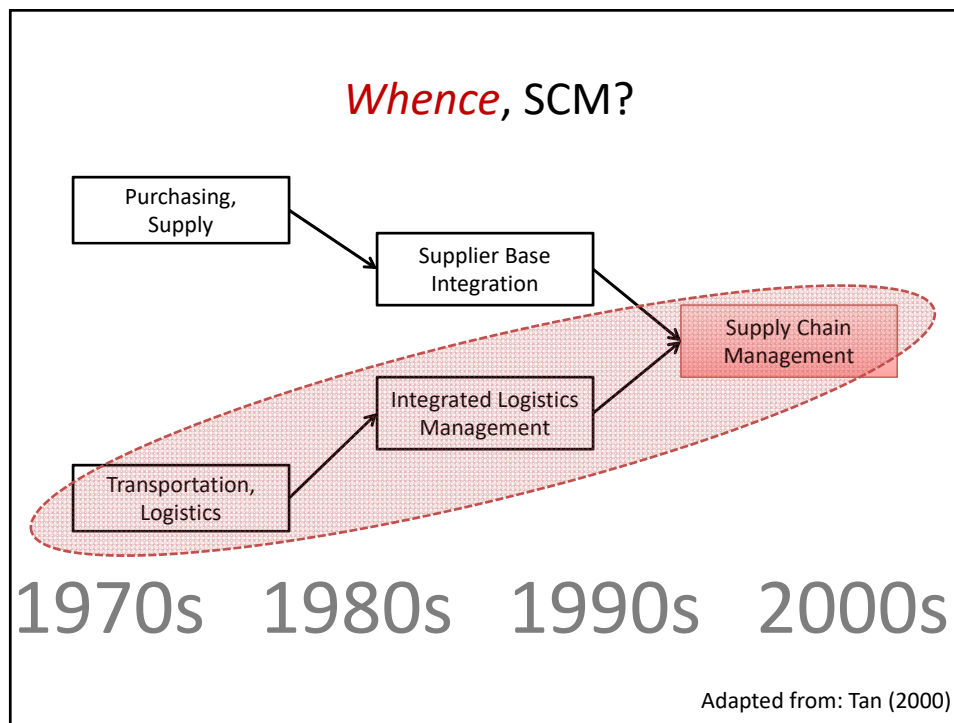 Whence, SCM?
Purchasing,
Supply
Supplier Base
Integration
Supply Chain
Management
Integrated Logistics
Management
Transportation,
Logistics
1970s 1980s 1990s 2000s
Adapted from: Tan (2000)